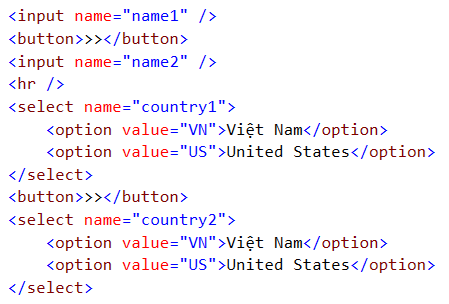 <input name="name1" />
<button>>></button>
<input name="name2" />
<hr />
<select name="country1">
    <option value="VN">Việt Nam</option>
    <option value="US">United States</option>
</select>
<button>>></button>
<select name="country2">
    <option value="VN">Việt Nam</option>
    <option value="US">United States</option>
</select>